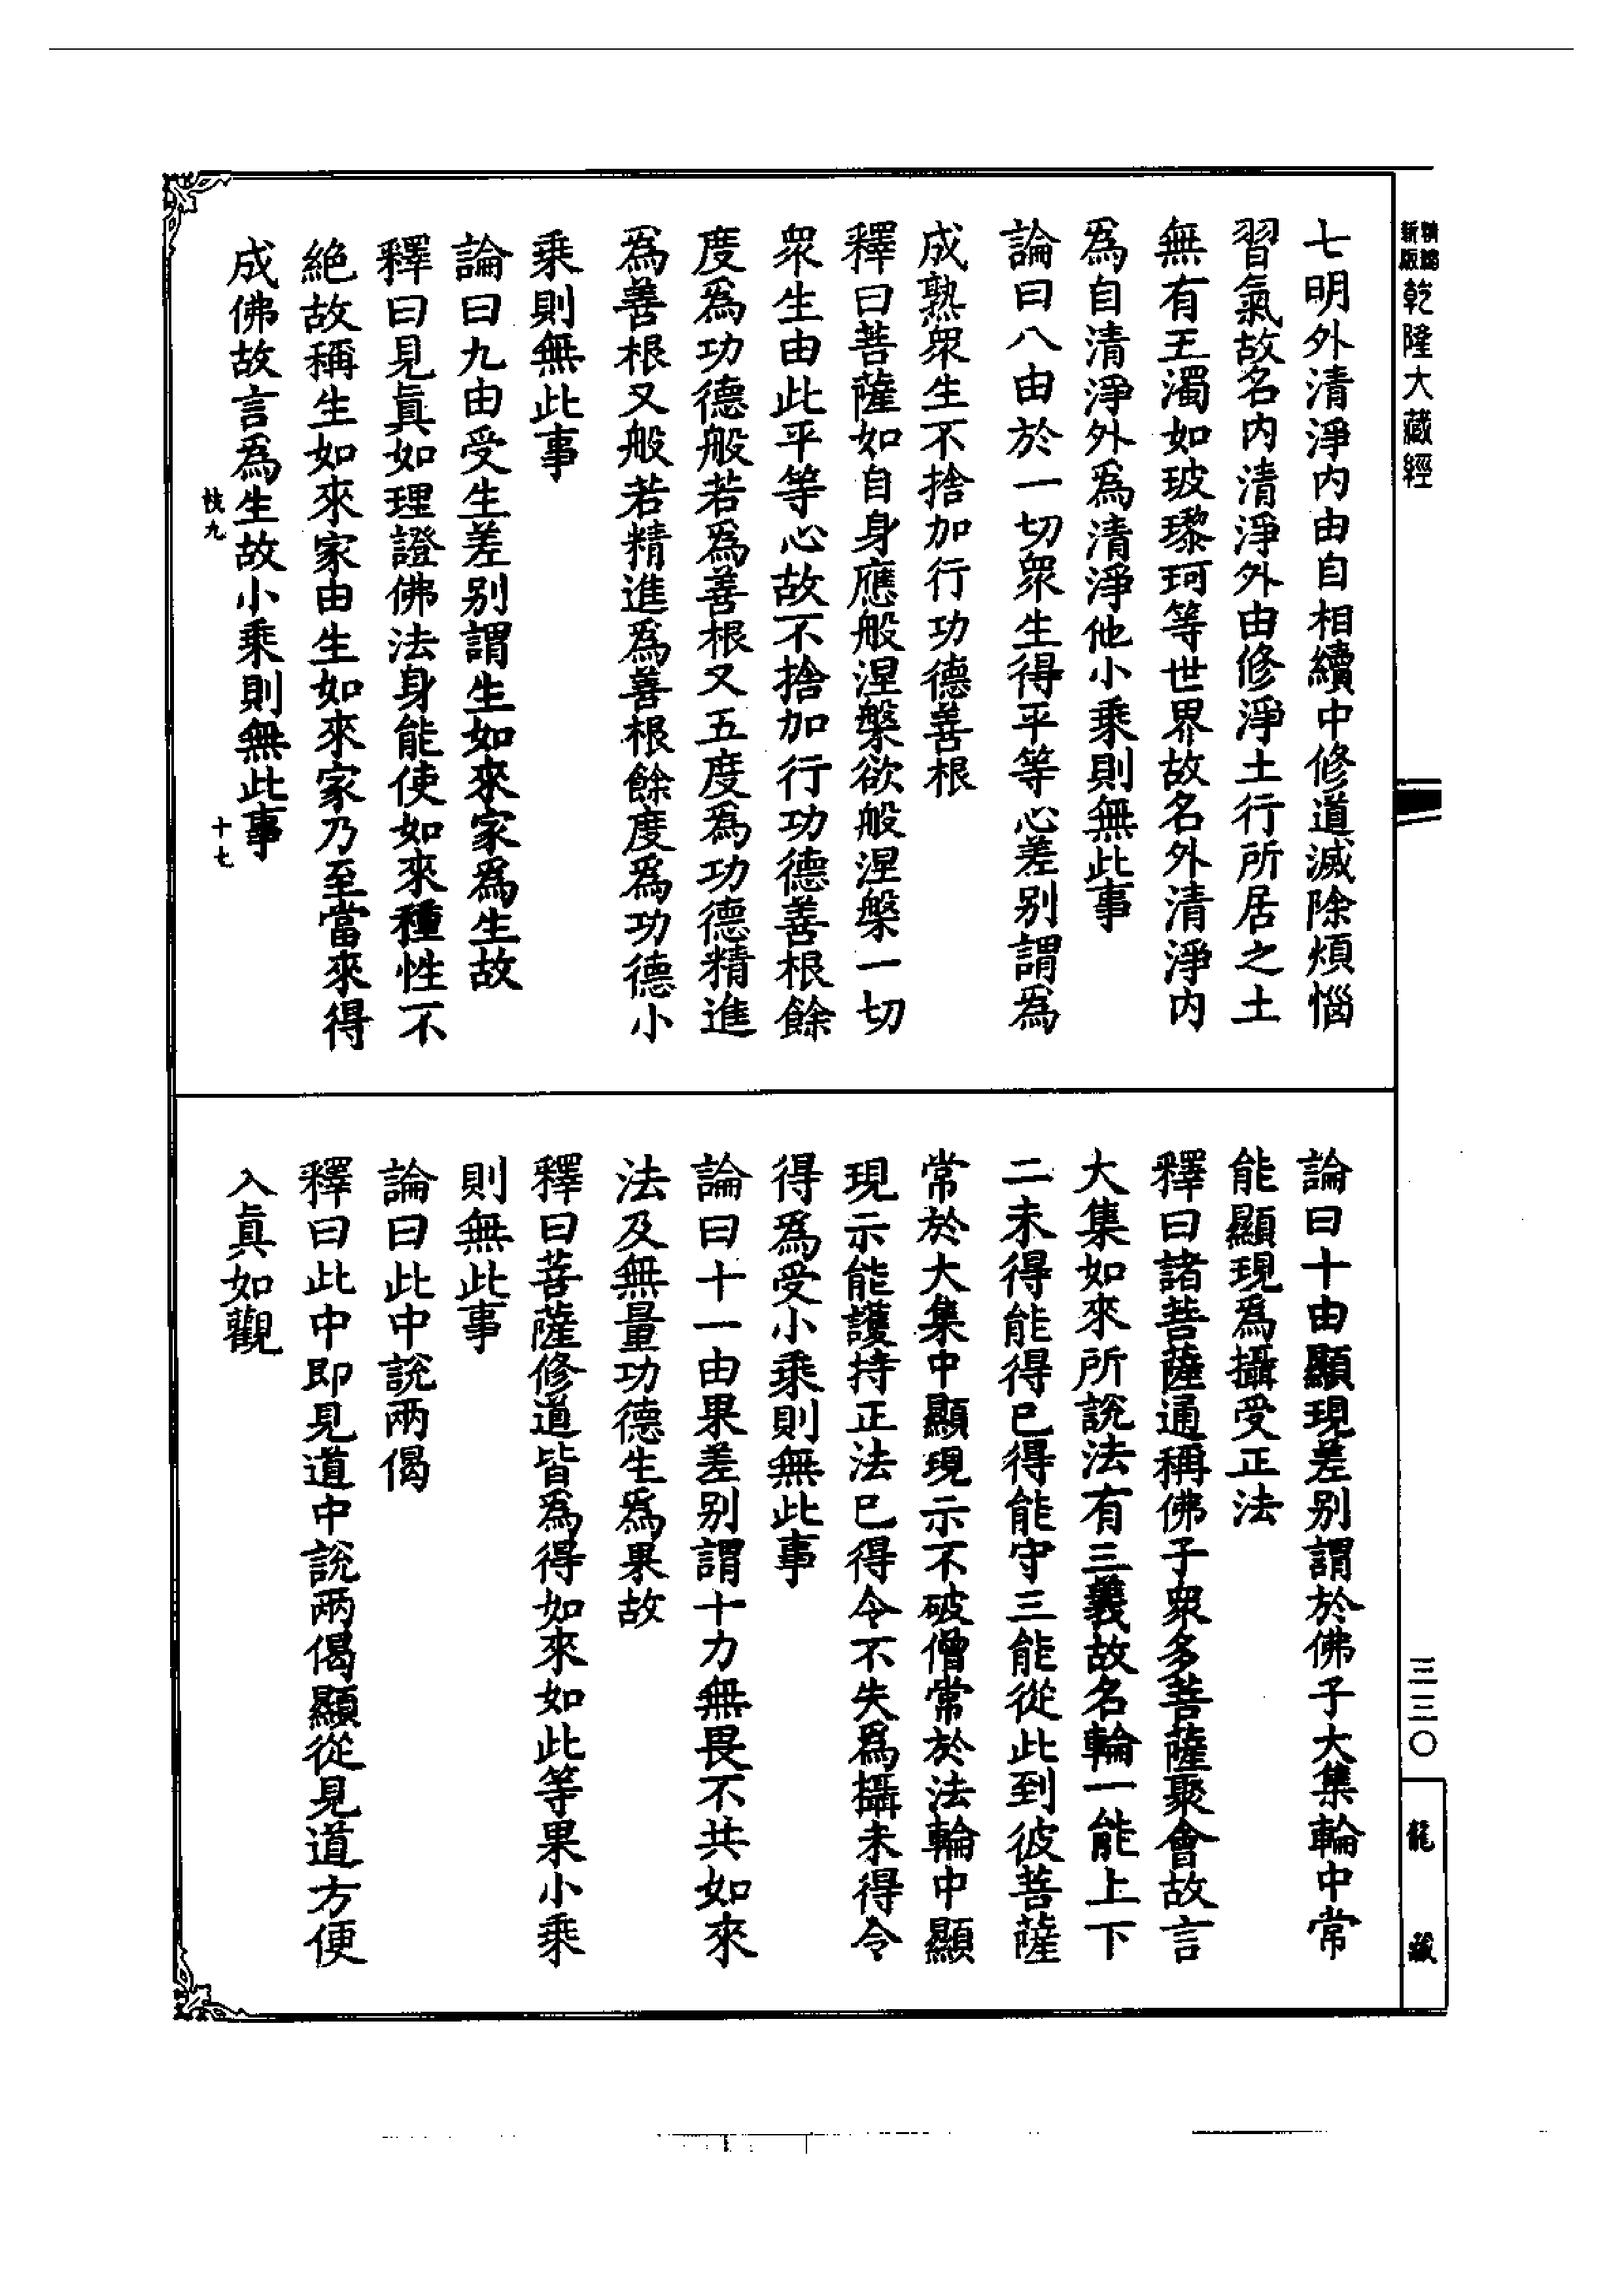 精鐫
新版
乾隆大藏經
七明外清淨内由自相續中修道滅除煩惱
習氣故名内清淨外由修淨土行所居之土
無有五濁如玻瓈珂等世界故名外清淨内
爲自清淨外爲清淨他小乘則無此事
論曰八由於一切衆生得平等心差别謂爲
成熟衆生不捨加行功德善根
釋曰菩薩如自身應般涅槃欲般涅槃一切
衆生由此平等心故不捨加行功德善根餘
度爲功德般若爲善根又五度爲功德精進
爲善根又般若精進爲善根餘度爲功德小
乘則無此事
論曰九由受生差别謂生如來家爲生故
釋曰見真如理證佛法身能使如來種性不
絶故稱生如來家由生如來家乃至當來得
成佛故言爲生故小乘則無此事
枝九
十七
論曰十由顯現差别謂於佛子大集輪中常
能顯現爲攝受正法
釋曰諸菩薩通稱佛子衆多菩薩聚會故言
大集如來所説法有三義故名輪一能上下
二未得能得已得能守三能從此到彼菩薩
常於大集中顯現示不破僧常於法輪中顯
現示能護持正法已得令不失爲攝未得令
得爲受小乘則無此事
論曰十一由果差别謂十力無畏不共如來
法及無量功德生爲果故
釋曰菩薩修道皆爲得如來如此等果小乘
則無此事
論曰此中説兩偈
釋曰此中即見道中説兩偈顯從見道方便
入真如觀
三三〇
龍藏